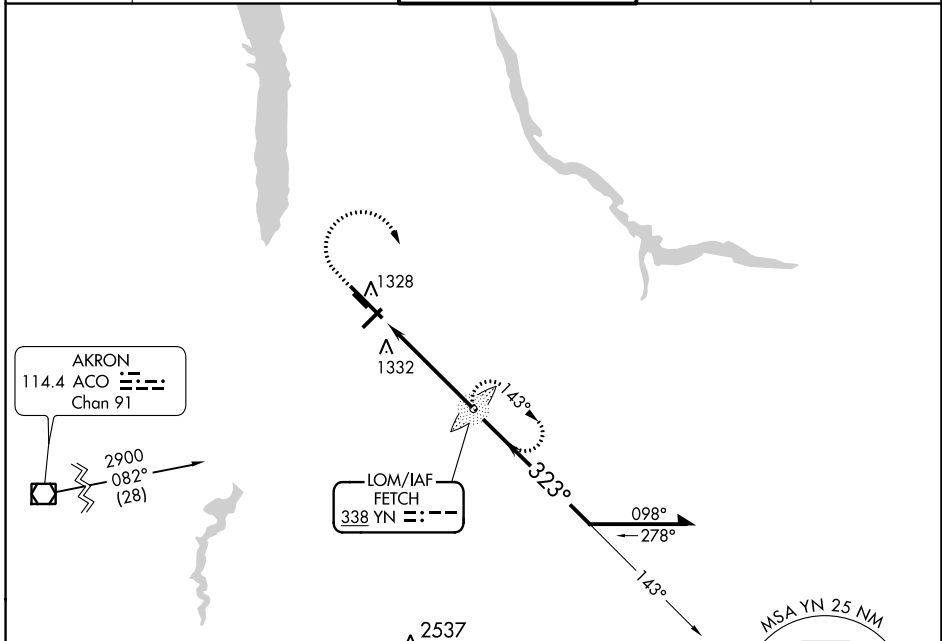 1328
1332
AKRON
114.4 ACO
Chan 91
2900
082°
(28)
143°
LOM/IAF
FETCH
338 YN
323°
098°
278°
143°
MSA YN 25 NM
2537